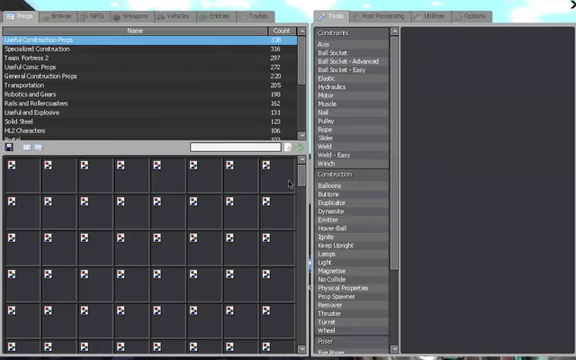 Props Browse NPCs Weapons Vehicles Entities Toybox
Tools Post Processing Utilities Options
Name Count
Useful Construction Props 338
Specialized Construction 316
Team Fortress 2 297
Useful Comic Props 272
General Construction Props 220
Transportation 205
Robotics and Gears 198
Rails and Rollercoasters 162
Useful and Explosive 131
Solid Steel 123
HL2 Characters 106
Portal 103
Constraints
Axis
Ball Socket
Ball Socket - Advanced
Ball Socket - Easy
Elastic
Hydraulics
Motor
Muscle
Nail
Pulley
Rope
Slider
Weld
Weld - Easy
Winch
Construction
Balloons
Buttons
Duplicator
Dynamite
Emitter
Hover-Ball
Ignite
Keep Upright
Lamps
Light
Magnetise
No Collide
Physical Properties
Prop Spawner
Remover
Thruster
Turret
Wheel
Poser
Eye Poser